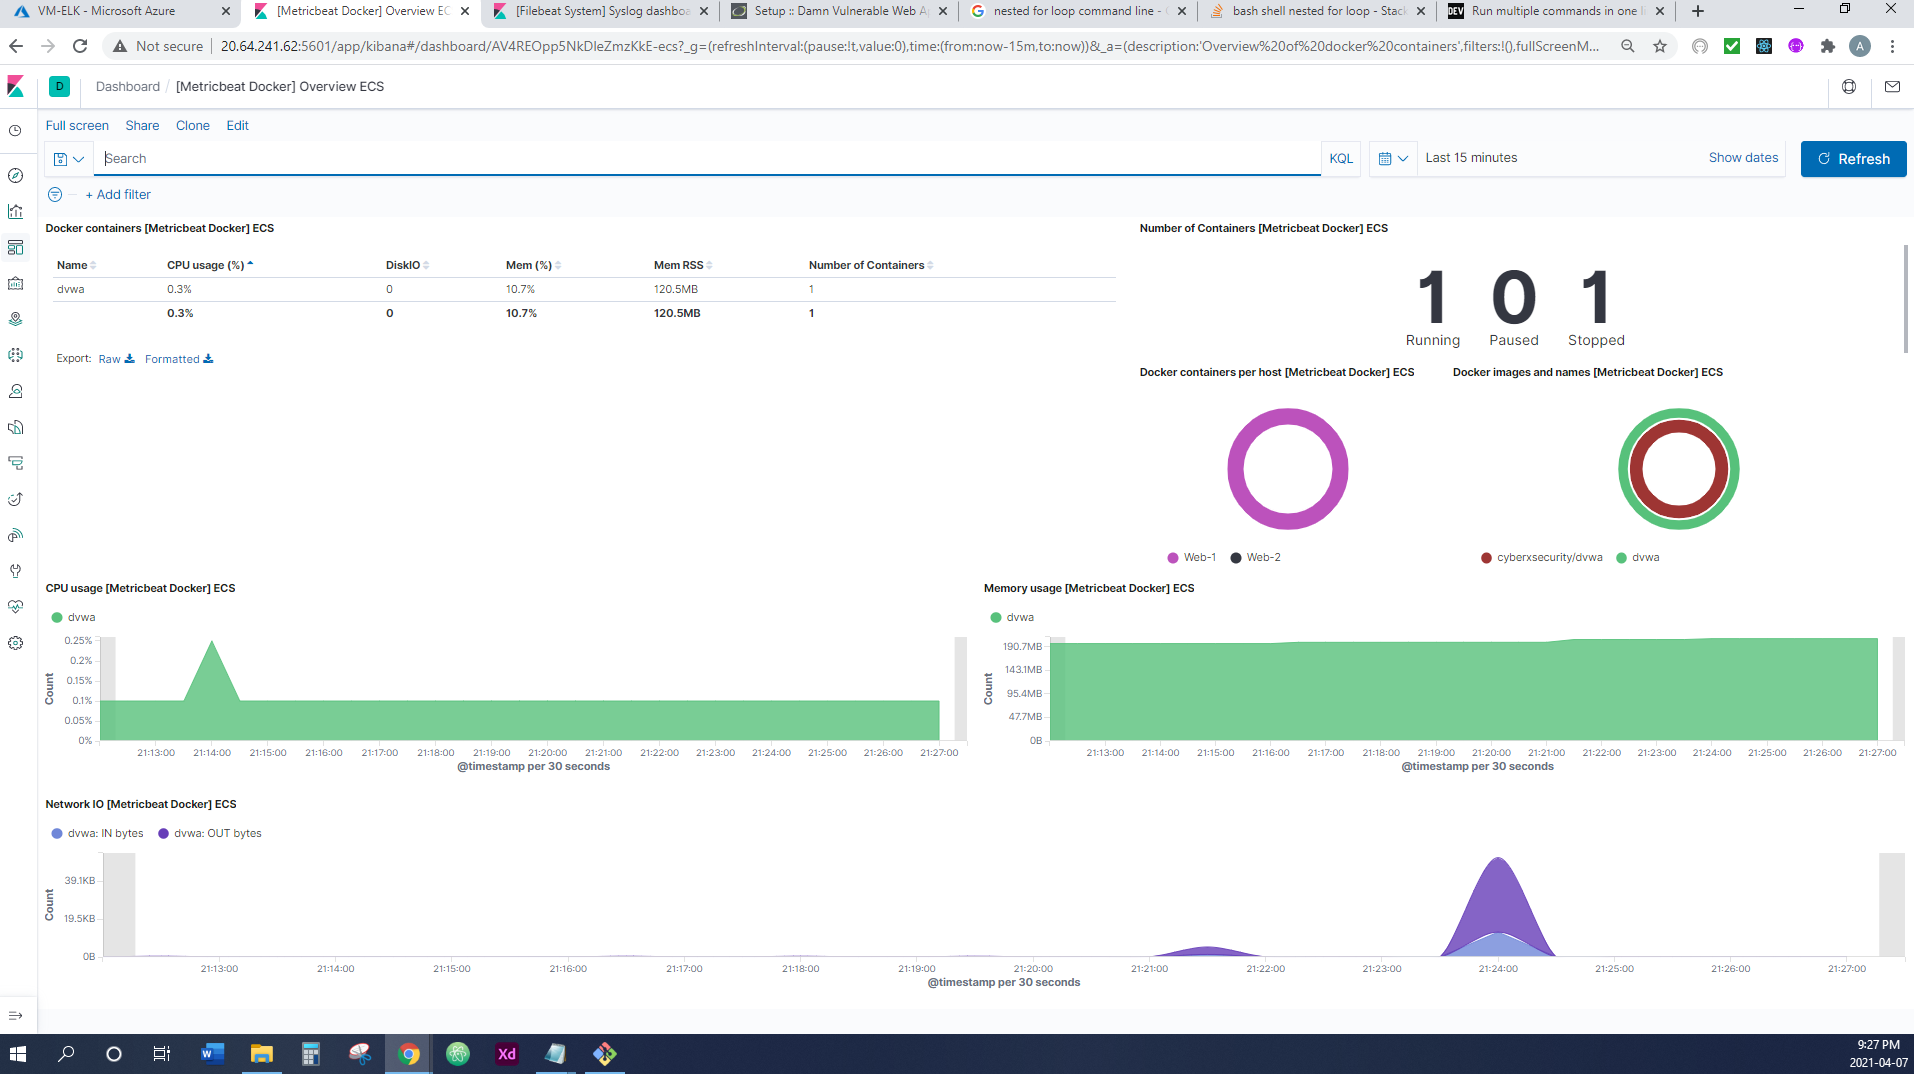 VM-ELK - Microsoft Azure
[Metricbeat Docker] Overview EC
[Filebeat System] Syslog dashboa
Setup :: Damn Vulnerable Web A
nested for loop command line -
bash shell nested for loop - Stack
DEV
Run multiple commands in one l
Not secure
20.64.241.62:5601/app/kibana#/dashboard/AV4REOpp5NkDleZmzKkE-ecs?_g=(refreshInterval:(pause:!t,value:0),time:(from:now-15m,to:now))&_a=(description:'Overview%20of%20docker%20containers',filters:!(),fullScreenM...
A
D
Dashboard / [Metricbeat Docker] Overview ECS
Full screen Share Clone Edit
Search
KQL
Last 15 minutes
Show dates
Refresh
+ Add filter
Docker containers [Metricbeat Docker] ECS
Name CPU usage (%) DiskIO Mem (%) Mem RSS Number of Containers
dvwa 0.3% 0 10.7% 120.5MB 1
0.3% 0 10.7% 120.5MB 1
Export: Raw Formatted
Number of Containers [Metricbeat Docker] ECS
1 0 1
Running Paused Stopped
Docker containers per host [Metricbeat Docker] ECS
Web-1 Web-2
Docker images and names [Metricbeat Docker] ECS
cyberxsecurity/dvwa dvwa
CPU usage [Metricbeat Docker] ECS
dvwa
0.25%
0.2%
0.15%
0.1%
0.05%
0%
Count
21:13:00 21:14:00 21:15:00 21:16:00 21:17:00 21:18:00 21:19:00 21:20:00 21:21:00 21:22:00 21:23:00 21:24:00 21:25:00 21:26:00 21:27:00
@timestamp per 30 seconds
Memory usage [Metricbeat Docker] ECS
dvwa
190.7MB
143.1MB
95.4MB
47.7MB
0B
Count
21:13:00 21:14:00 21:15:00 21:16:00 21:17:00 21:18:00 21:19:00 21:20:00 21:21:00 21:22:00 21:23:00 21:24:00 21:25:00 21:26:00 21:27:00
@timestamp per 30 seconds
Network IO [Metricbeat Docker] ECS
dvwa: IN bytes dvwa: OUT bytes
39.1KB
19.5KB
0B
Count
21:13:00 21:14:00 21:15:00 21:16:00 21:17:00 21:18:00 21:19:00 21:20:00 21:21:00 21:22:00 21:23:00 21:24:00 21:25:00 21:26:00 21:27:00
@timestamp per 30 seconds
Xd
9:27 PM
2021-04-07